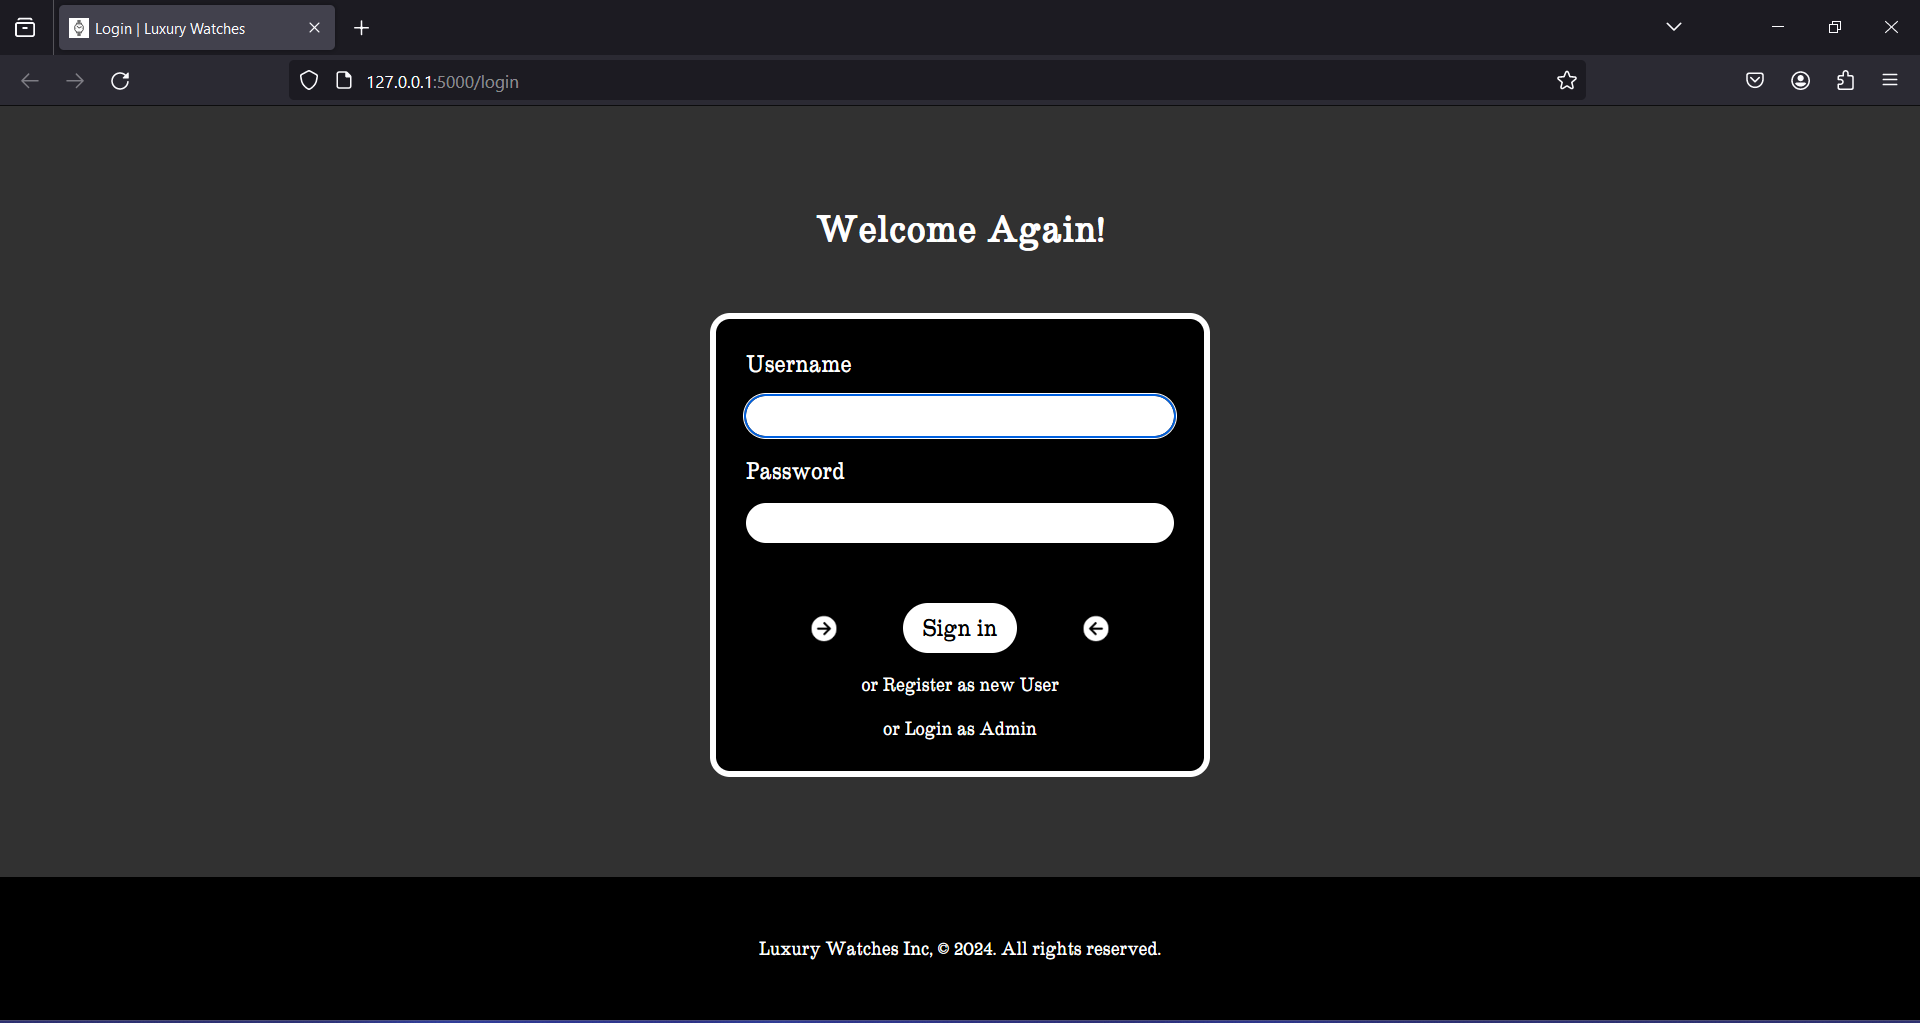 Login | Luxury Watches
127.0.0.1:5000/login
Welcome Again!
Username
Password
Sign in
or Register as new User
or Login as Admin
Luxury Watches Inc, © 2024. All rights reserved.